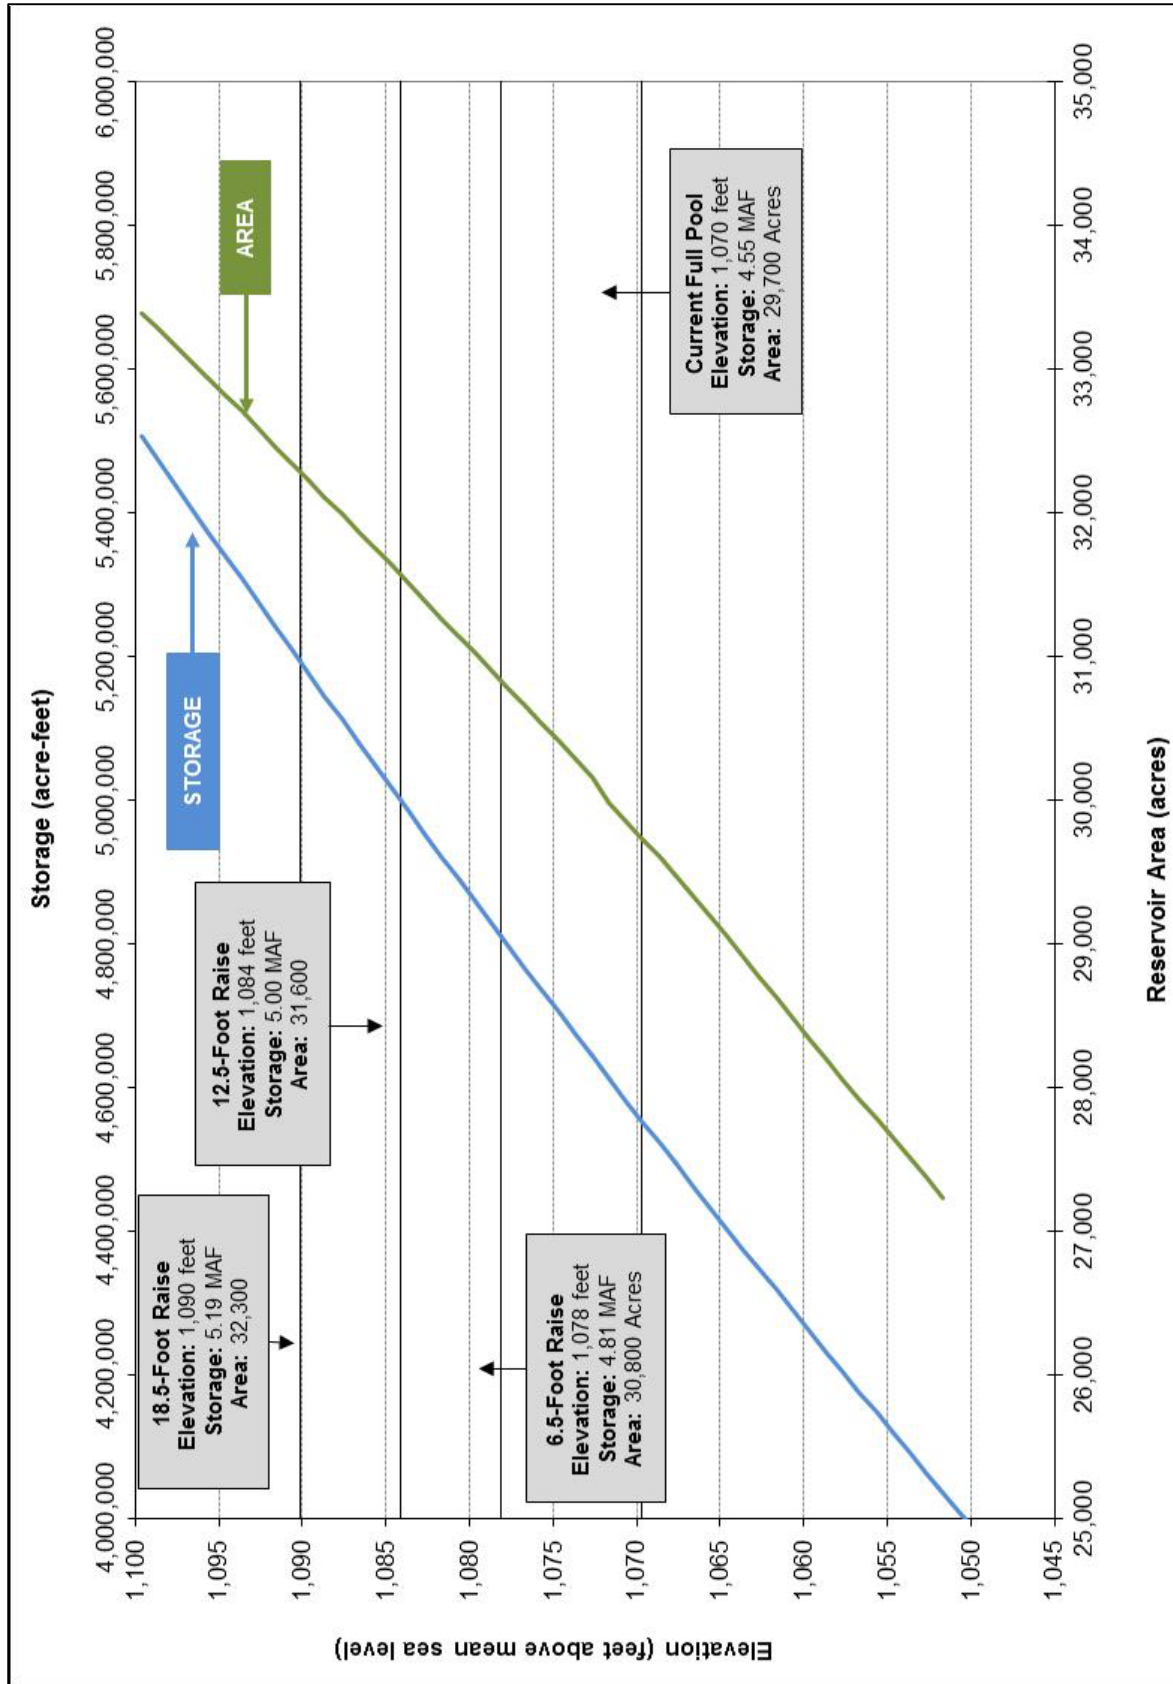 Storage (acre-feet)
4,000,000 4,200,000 4,400,000 4,600,000 4,800,000 5,000,000 5,200,000 5,400,000 5,600,000 5,800,000 6,000,000
1,100
1,095
1,090
1,085
1,080
1,075
1,070
1,065
1,060
1,055
1,050
1,045
Elevation (feet above mean sea level)
18.5-Foot Raise
Elevation: 1,090 feet
Storage: 5.19 MAF
Area: 32,300
12.5-Foot Raise
Elevation: 1,084 feet
Storage: 5.00 MAF
Area: 31,600
STORAGE
AREA
6.5-Foot Raise
Elevation: 1,078 feet
Storage: 4.81 MAF
Area: 30,800 Acres
Current Full Pool
Elevation: 1,070 feet
Storage: 4.55 MAF
Area: 29,700 Acres
25,000 26,000 27,000 28,000 29,000 30,000 31,000 32,000 33,000 34,000 35,000
Reservoir Area (acres)